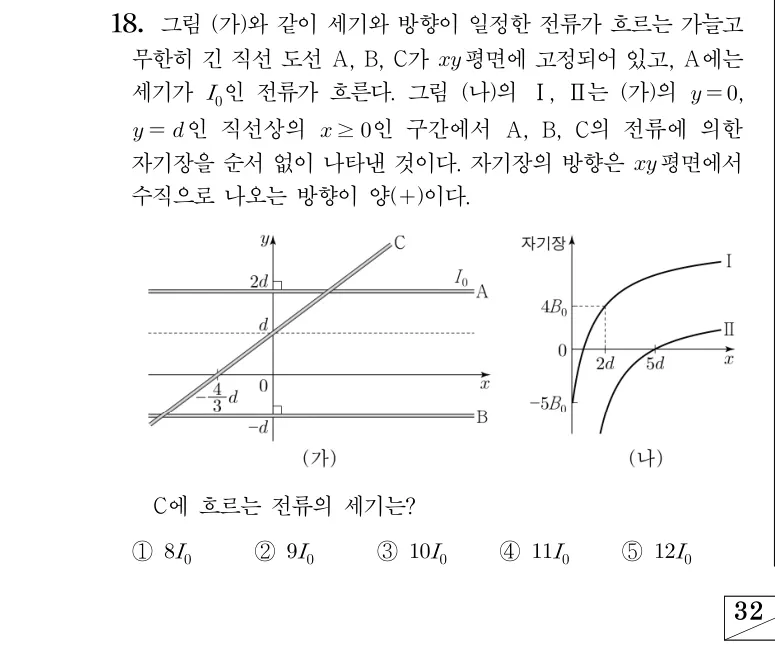 18. 그림 (가)와 같이 세기와 방향이 일정한 전류가 흐르는 가늘고
무한히 긴 직선 도선 A, B, C가 xy평면에 고정되어 있고, A에는
세기가 I₀인 전류가 흐른다. 그림 (나)의 Ⅰ, Ⅱ는 (가)의 y=0,
y=d인 직선상의 x≥0인 구간에서 A, B, C의 전류에 의한
자기장을 순서 없이 나타낸 것이다. 자기장의 방향은 xy평면에서
수직으로 나오는 방향이 양(+)이다.
y
C
2d
I₀
A
d
-4/3 d
0
x
-d
B
(가)
자기장
Ⅰ
4B₀
Ⅱ
0
2d
5d
x
-5B₀
(나)
C에 흐르는 전류의 세기는?
① 8I₀ ② 9I₀ ③ 10I₀ ④ 11I₀ ⑤ 12I₀
32